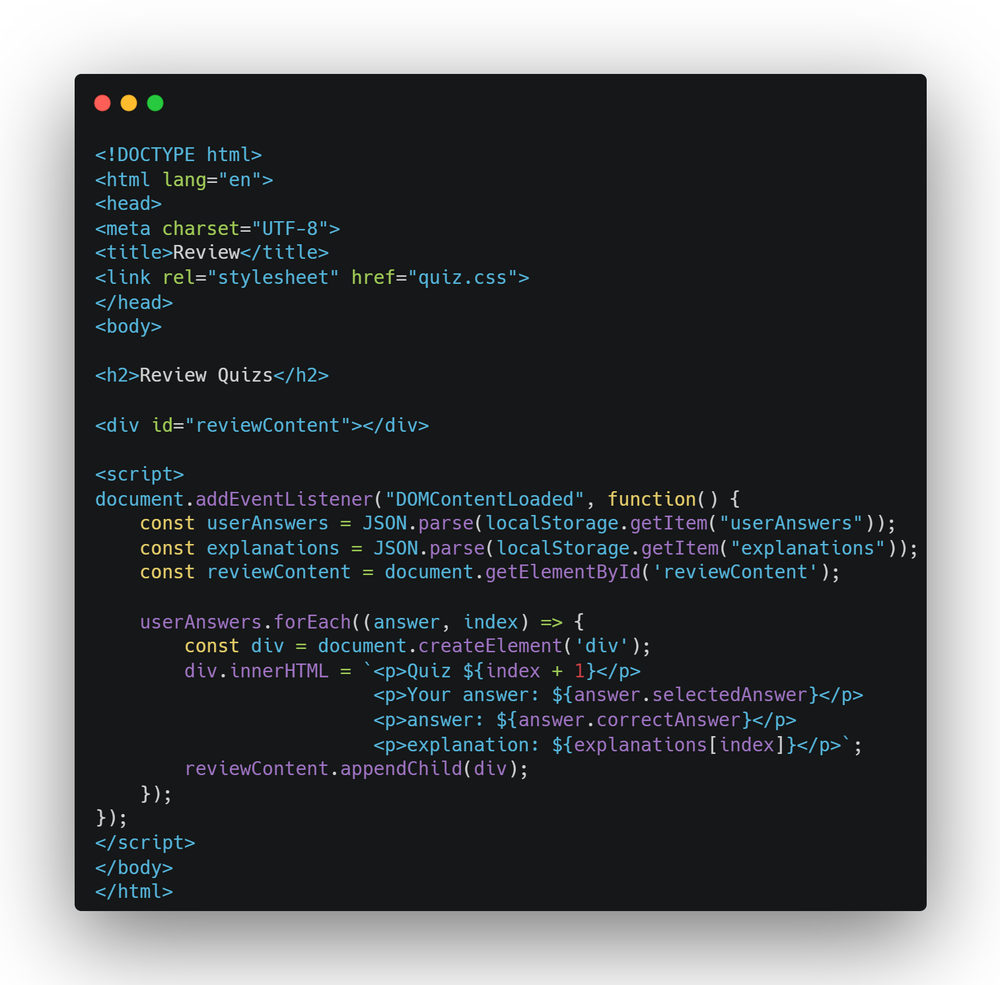 <!DOCTYPE html>
<html lang="en">
<head>
<meta charset="UTF-8">
<title>Review</title>
<link rel="stylesheet" href="quiz.css">
</head>
<body>

<h2>Review Quizs</h2>

<div id="reviewContent"></div>

<script>
document.addEventListener("DOMContentLoaded", function() {
    const userAnswers = JSON.parse(localStorage.getItem("userAnswers"));
    const explanations = JSON.parse(localStorage.getItem("explanations"));
    const reviewContent = document.getElementById('reviewContent');

    userAnswers.forEach((answer, index) => {
        const div = document.createElement('div');
        div.innerHTML = `<p>Quiz ${index + 1}</p>
                         <p>Your answer: ${answer.selectedAnswer}</p>
                         <p>answer: ${answer.correctAnswer}</p>
                         <p>explanation: ${explanations[index]}</p>`;
        reviewContent.appendChild(div);
    });
});
</script>
</body>
</html>